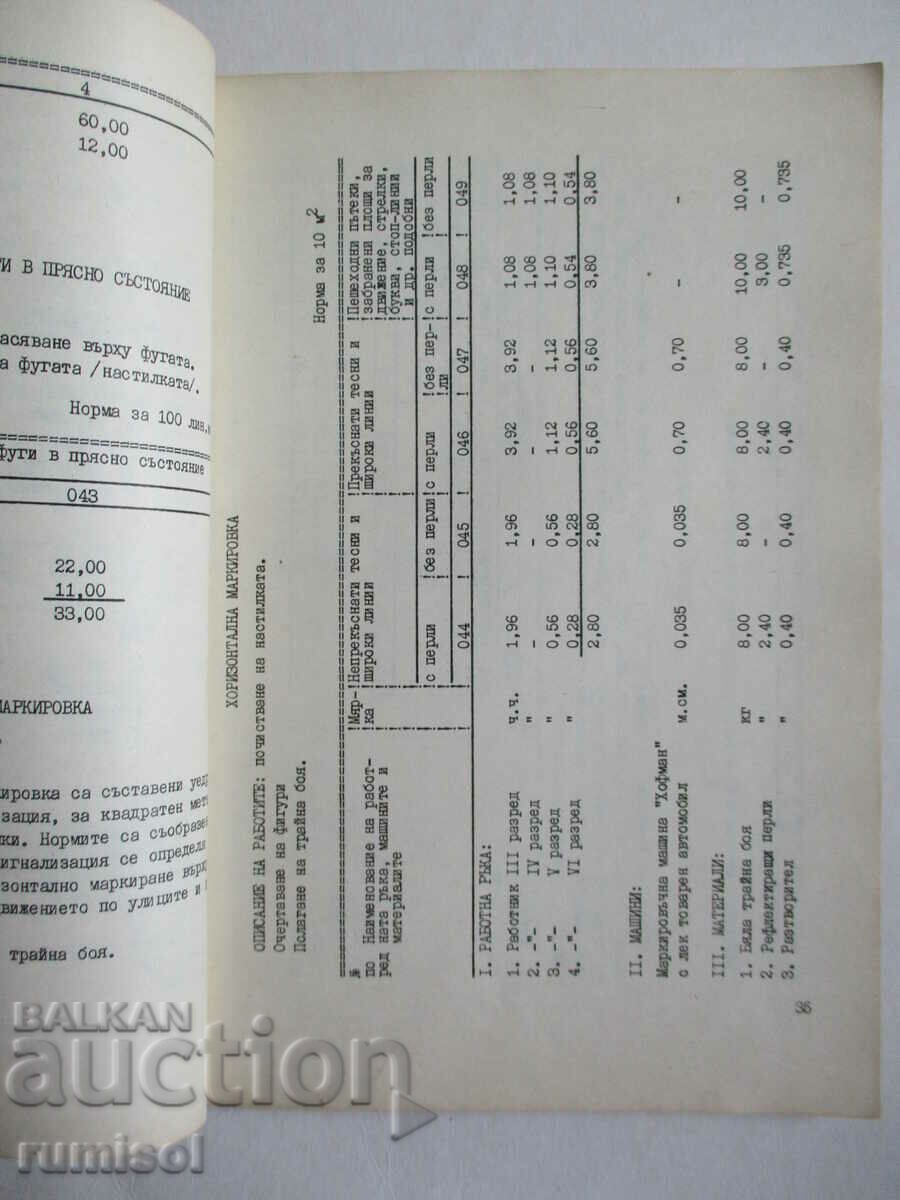 4
60,00
12,00
ГИ В ПРЯСНО СЪСТОЯНИЕ
асяване върху фугата.
а фугата /настилката/.
Норма за 100 лин.м
фуги в прясно състояние
043
22,00
11,00
33,00
МАРКИРОВКА
ировка са съставени
изация, за квадратен
ки. Нормите са
игнализация се определя
изонтално маркиране
движението по улиците и
трайна боя.
ХОРИЗОНТАЛНА МАРКИРОВКА
ОПИСАНИЕ НА РАБОТИТЕ: почистване на настилката.
Очертаване на фигури
Полагане на трайна боя.
Норма за 10 м2
№ Наименование на работ- !Мяр-!Непрекъснати тесни и !Прекъснати тесни и !Пешеходни пътеки,
по ната ръка, машините и !ка !широки линии !широки линии !забранени площи за
ред материалите !движение, стрелки,
!букви, стоп-линии
!и др. подобни
с перли !без перли! с перли !без пер-! с перли !без перли
ли
044 ! 045 ! 046 ! 047 ! 048 ! 049
I. РАБОТНА РЪКА:
1. Работник III разред ч.ч. 1,96 1,96 3,92 3,92 1,08 1,08
2. -"- IV разред " - - - - 1,08 1,08
3. -"- V разред " 0,56 0,56 1,12 1,12 1,10 1,10
4. -"- VI разред " 0,28 0,28 0,56 0,56 0,54 0,54
2,80 2,80 5,60 5,60 3,80 3,80
II. МАШИНИ:
Маркировъчна машина "Хофман"
с лек товарен автомобил м.см. 0,035 0,035 0,70 0,70 - -
III. МАТЕРИАЛИ:
1. Бяла трайна боя кг 8,00 8,00 8,00 8,00 10,00 10,00
2. Рефлектиращи перли " 2,40 - 2,40 - 3,00 -
3. Разтворител " 0,40 0,40 0,40 0,40 0,735 0,735
BALKAN
auction
rumisol